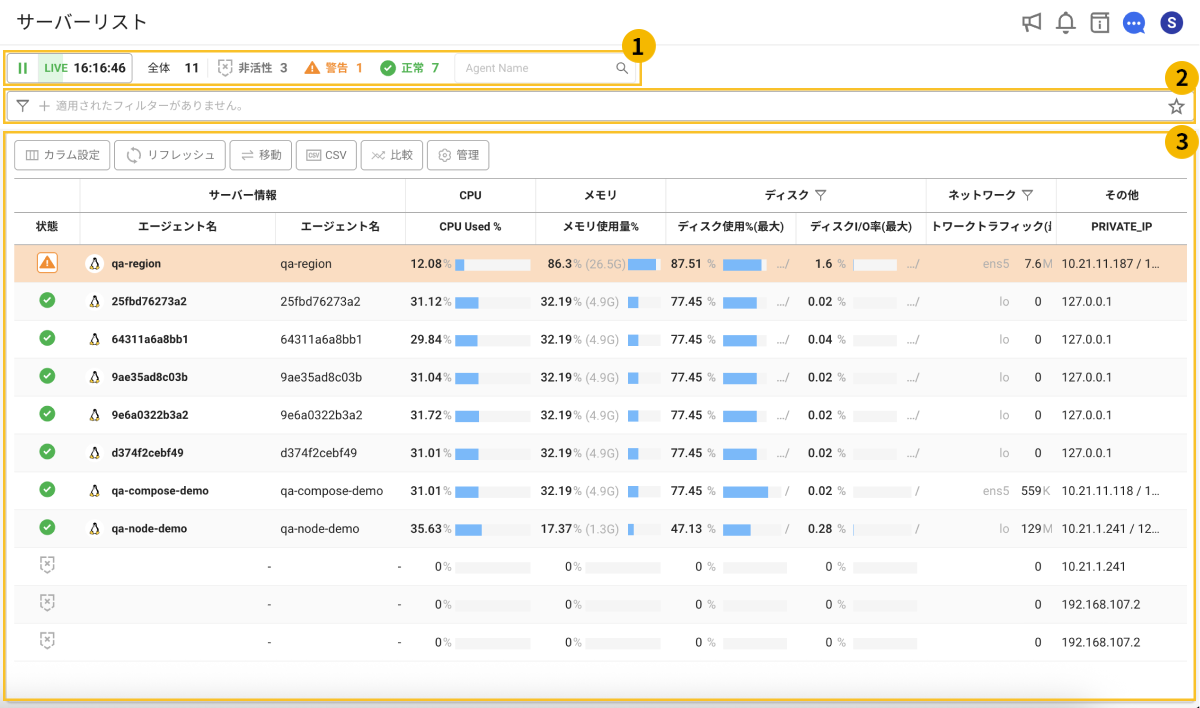 サーバーリスト
S
1
LIVE 16:16:46 全体 11 非活性 3 警告 1 正常 7 Agent Name
2
適用されたフィルターがありません。
3
カラム設定 リフレッシュ 移動 CSV CSV 比較 管理
サーバー情報 CPU メモリ ディスク ネットワーク その他
状態 エージェント名 エージェント名 CPU Used % メモリ使用量% ディスク使用%(最大) ディスクI/O率(最大) トワークトラフィック( PRIVATE_IP
qa-region qa-region 12.08% 86.3% (26.5G) 87.51 % .../ 1.6 % .../ ens5 7.6M 10.21.11.187 / 1...
25fbd76273a2 25fbd76273a2 31.12% 32.19% (4.9G) 77.45 % .../ 0.02 % .../ lo 0 127.0.0.1
64311a6a8bb1 64311a6a8bb1 29.84% 32.19% (4.9G) 77.45 % .../ 0.04 % .../ lo 0 127.0.0.1
9ae35ad8c03b 9ae35ad8c03b 31.04% 32.19% (4.9G) 77.45 % .../ 0.02 % .../ lo 0 127.0.0.1
9e6a0322b3a2 9e6a0322b3a2 31.72% 32.19% (4.9G) 77.45 % .../ 0.02 % .../ lo 0 127.0.0.1
d374f2cebf49 d374f2cebf49 31.01% 32.19% (4.9G) 77.45 % .../ 0.02 % .../ lo 0 127.0.0.1
qa-compose-demo qa-compose-demo 31.01% 32.19% (4.9G) 77.45 % / 0.02 % / ens5 559K 10.21.11.118 / 1...
qa-node-demo qa-node-demo 35.63% 17.37% (1.3G) 47.13 % / 0.28 % / lo 129M 10.21.1.241 / 12...
- - 0% 0% 0 % 0 % 0 10.21.1.241
- - 0% 0% 0 % 0 % 0 192.168.107.2
- - 0% 0% 0 % 0 % 0 192.168.107.2